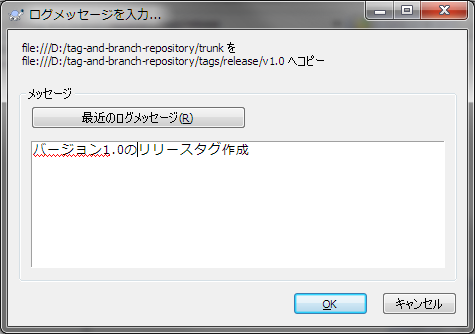 ログメッセージを入力...
file:///D:/tag-and-branch-repository/trunk を
file:///D:/tag-and-branch-repository/tags/release/v1.0 へコピー
メッセージ
最近のログメッセージ(R)
バージョン1.0のリリースタグ作成
OK
キャンセル